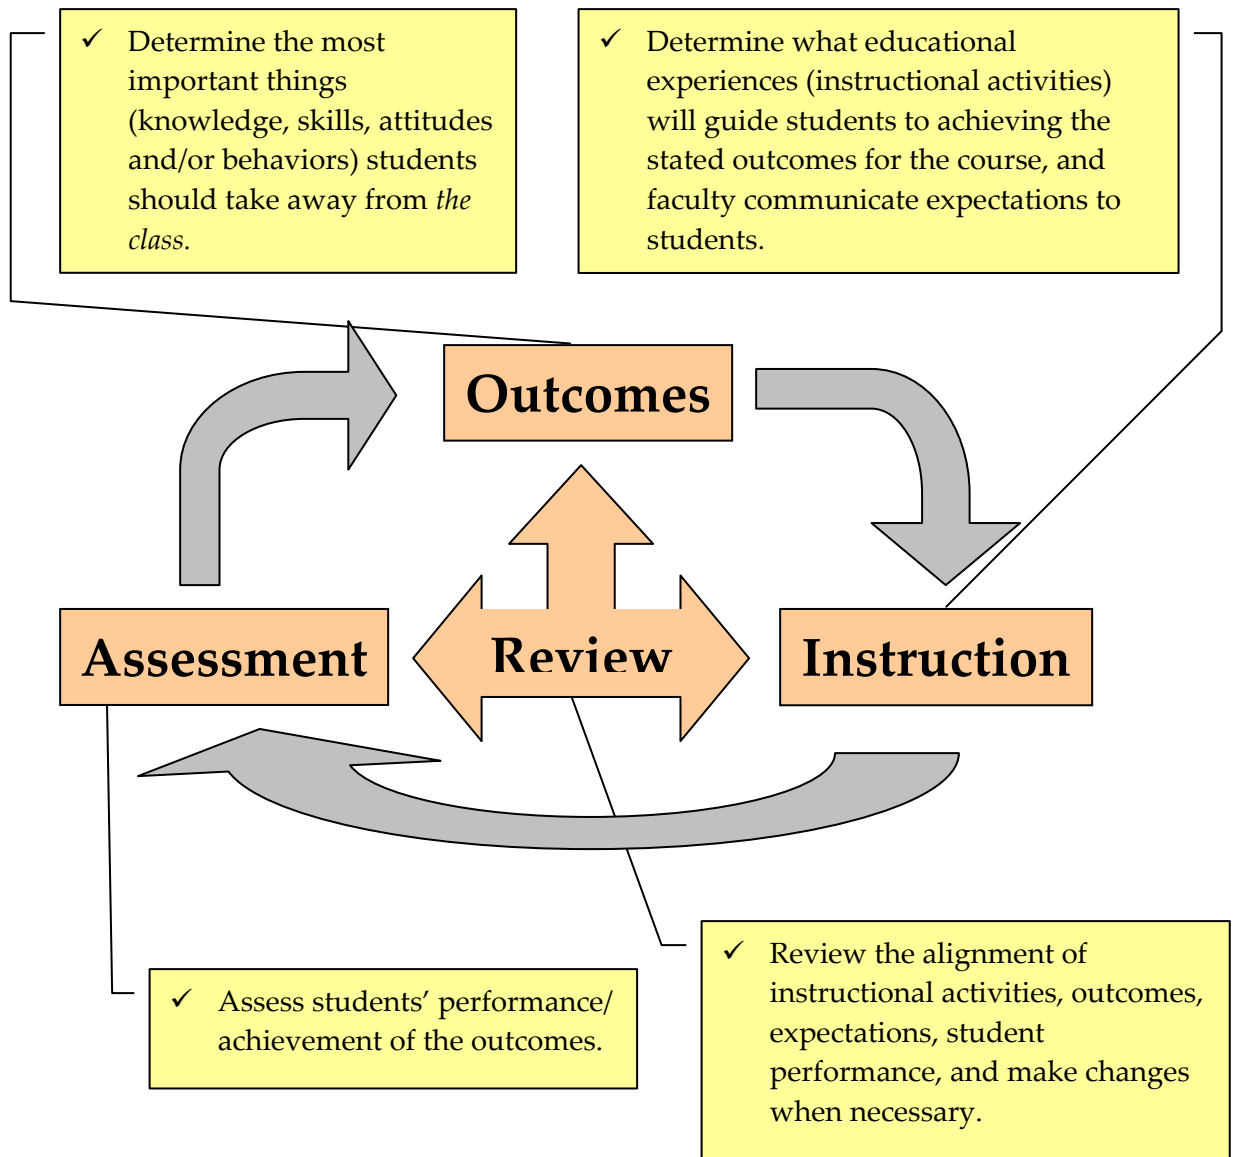 ✓ Determine the most
important things
(knowledge, skills, attitudes
and/or behaviors) students
should take away from the
class.
✓ Determine what educational
experiences (instructional activities)
will guide students to achieving the
stated outcomes for the course, and
faculty communicate expectations to
students.
Outcomes
Assessment
Review
Instruction
✓ Assess students’ performance/
achievement of the outcomes.
✓ Review the alignment of
instructional activities, outcomes,
expectations, student
performance, and make changes
when necessary.